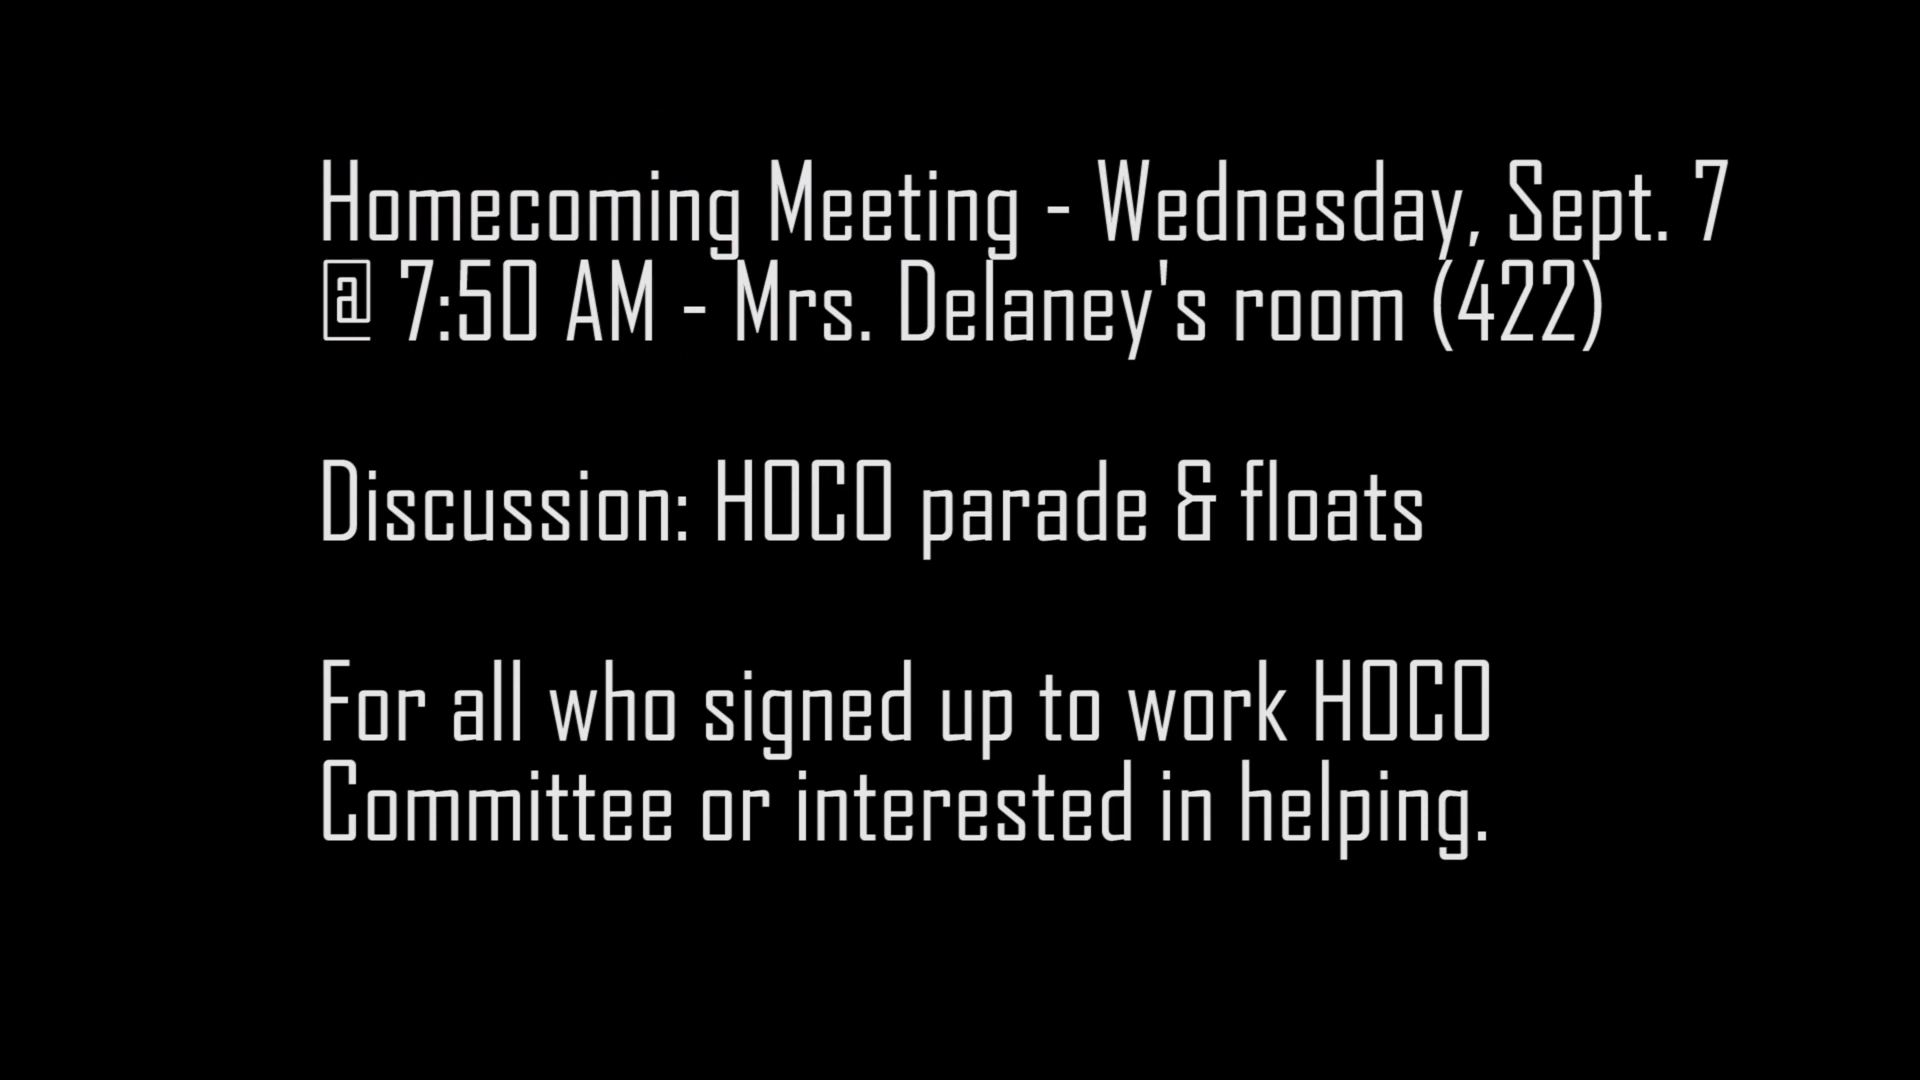 Homecoming Meeting - Wednesday, Sept. 7
@ 7:50 AM - Mrs. Delaney's room (422)
Discussion: HOCO parade & floats
For all who signed up to work HOCO
Committee or interested in helping.